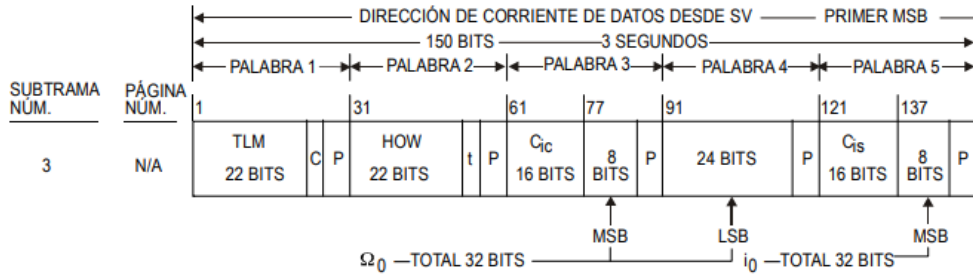 DIRECCIÓN DE CORRIENTE DE DATOS DESDE SV PRIMER MSB
150 BITS 3 SEGUNDOS
PALABRA 1 PALABRA 2 PALABRA 3 PALABRA 4 PALABRA 5
SUBTRAMA NÚM.
PÁGINA NÚM.
1 31 61 77 91 121 137
3 N/A
TLM 22 BITS
C
P
HOW 22 BITS
t
P
Cic 16 BITS
8 BITS
P
24 BITS
P
Cis 16 BITS
8 BITS
P
MSB LSB MSB
Ω0 TOTAL 32 BITS i0 TOTAL 32 BITS